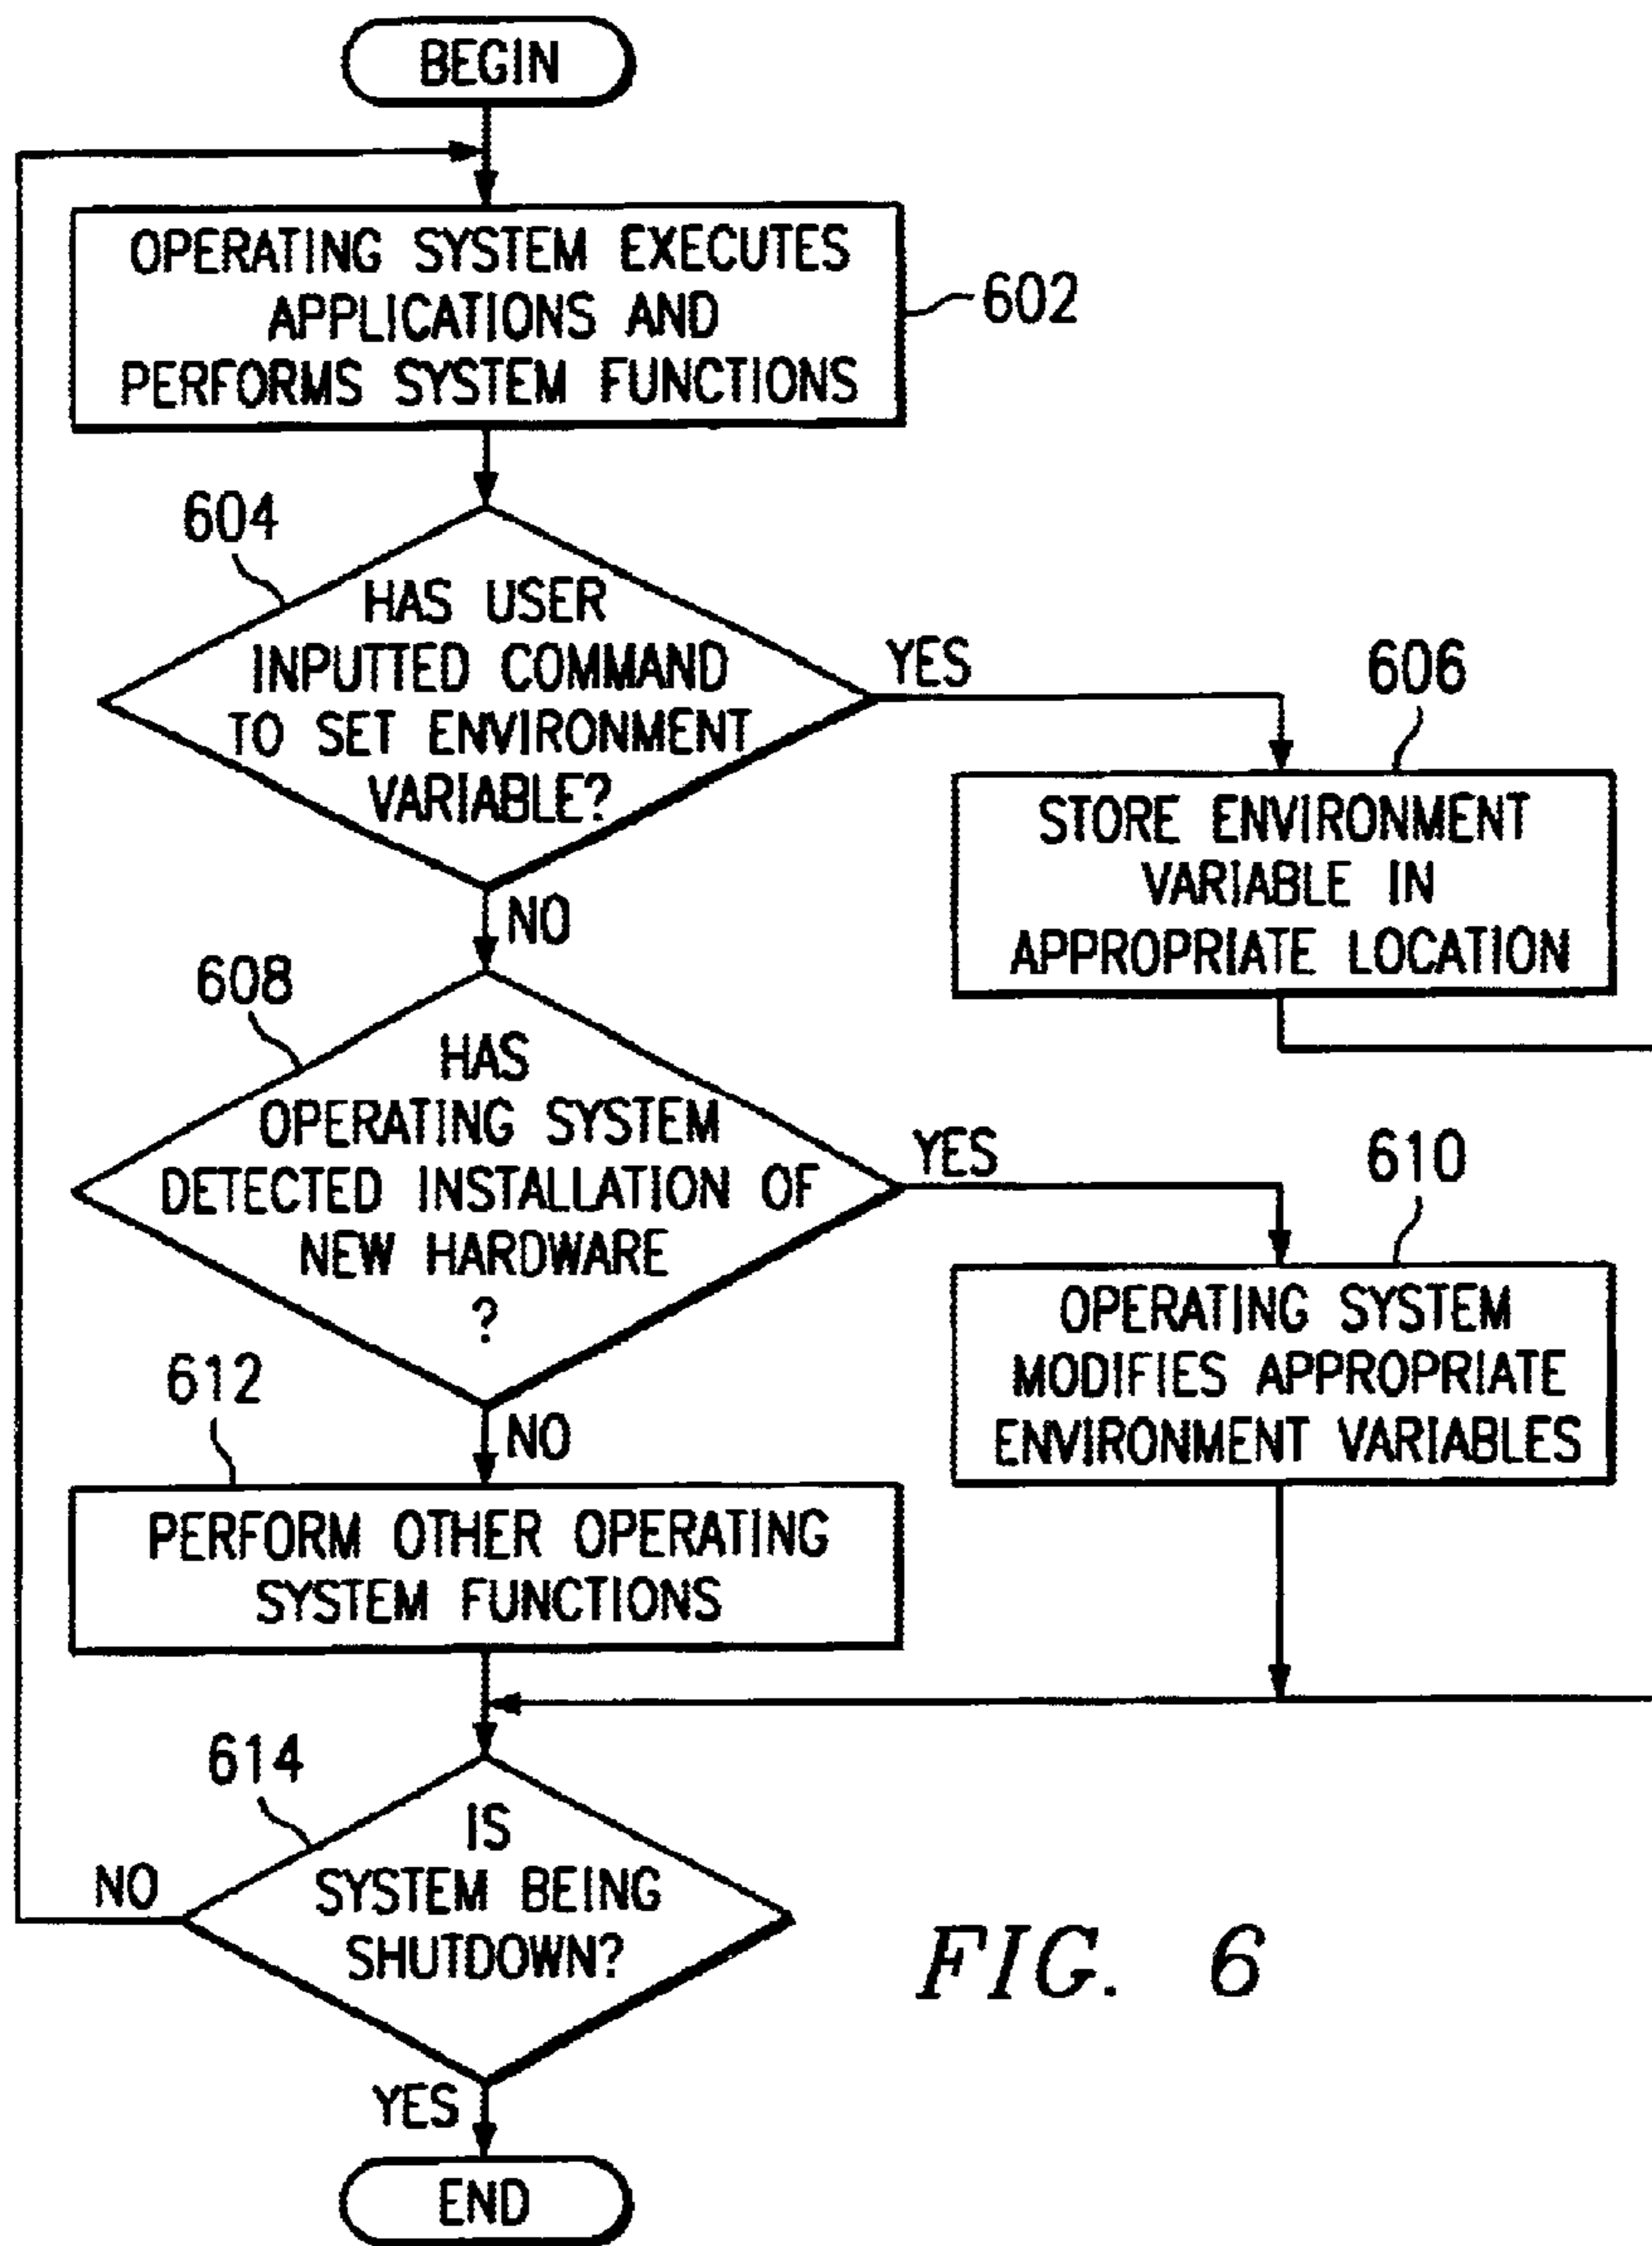 BEGIN
OPERATING SYSTEM EXECUTES
APPLICATIONS AND
PERFORMS SYSTEM FUNCTIONS
602
604
HAS USER
INPUTTED COMMAND
TO SET ENVIRONMENT
VARIABLE?
YES
606
STORE ENVIRONMENT
VARIABLE IN
APPROPRIATE LOCATION
NO
608
HAS
OPERATING SYSTEM
DETECTED INSTALLATION OF
NEW HARDWARE
?
YES
610
OPERATING SYSTEM
MODIFIES APPROPRIATE
ENVIRONMENT VARIABLES
NO
612
PERFORM OTHER OPERATING
SYSTEM FUNCTIONS
614
IS
SYSTEM BEING
SHUTDOWN?
NO
YES
END
FIG. 6